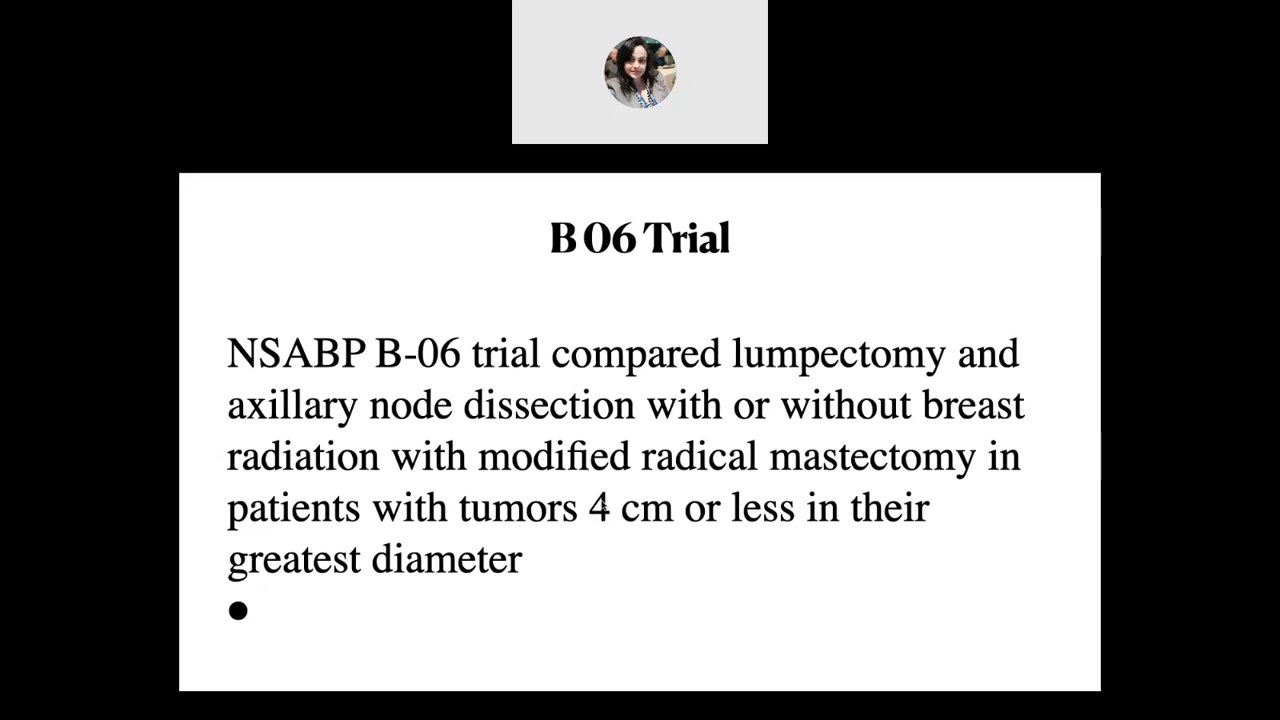 B 06 Trial
NSABP B-06 trial compared lumpectomy and
axillary node dissection with or without breast
radiation with modified radical mastectomy in
patients with tumors 4 cm or less in their
greatest diameter
●